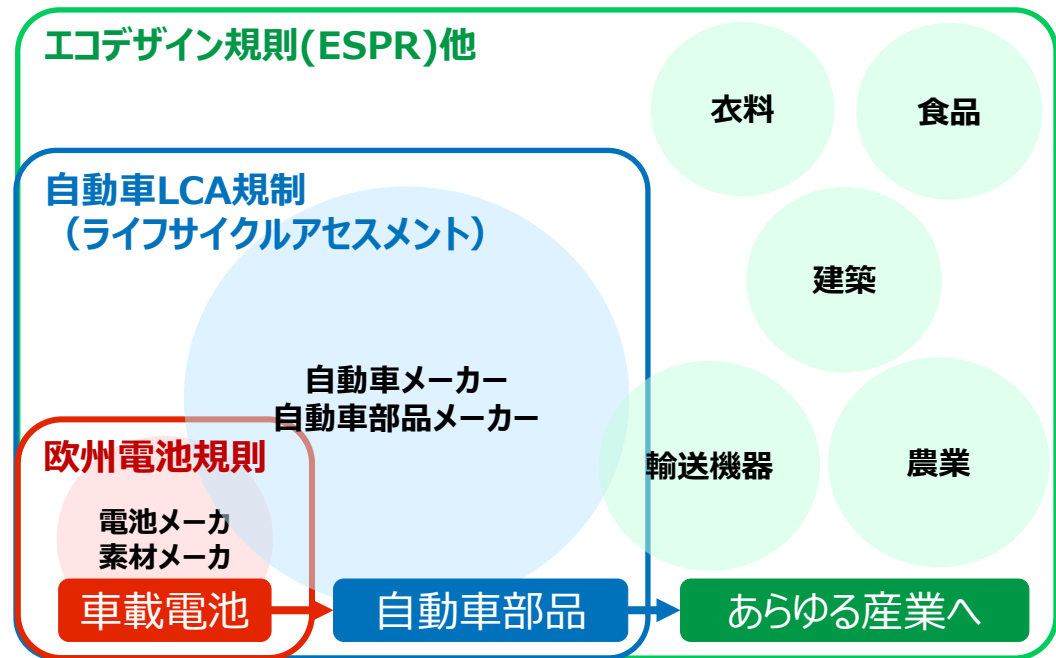 エコデザイン規則(ESPR)他
衣料
食品
自動車LCA規制
（ライフサイクルアセスメント）
建築
自動車メーカー
自動車部品メーカー
欧州電池規則
輸送機器
農業
電池メーカ
素材メーカ
車載電池
自動車部品
あらゆる産業へ